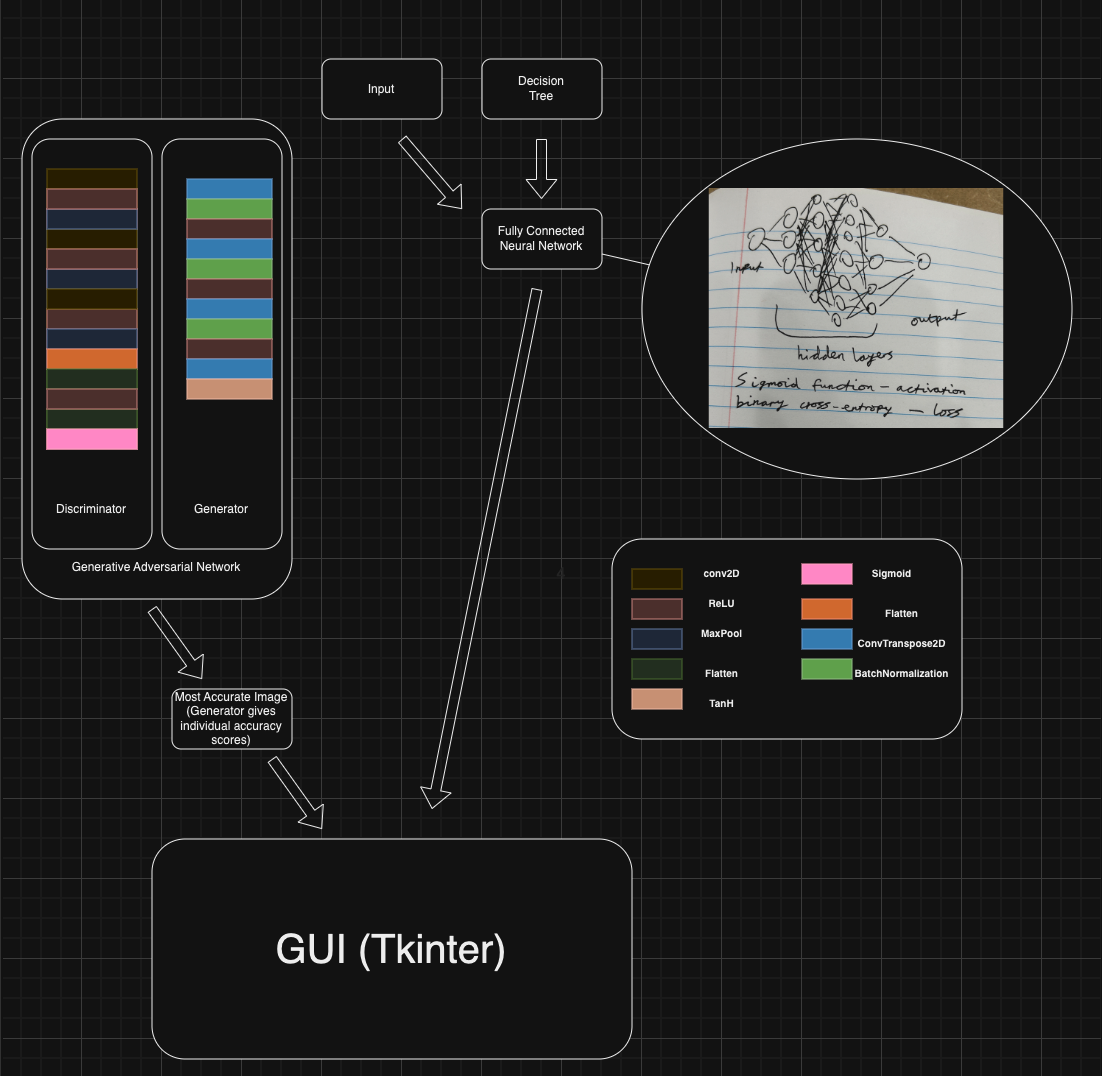 Input
Decision
Tree
Fully Connected
Neural Network
Input
output
hidden layers
Sigmoid function - activation
binary cross-entropy - loss
Discriminator
Generator
Generative Adversarial Network
conv2D
ReLU
MaxPool
Flatten
TanH
Sigmoid
Flatten
ConvTranspose2D
BatchNormalization
4
Most Accurate Image
(Generator gives
individual accuracy
scores)
GUI (Tkinter)